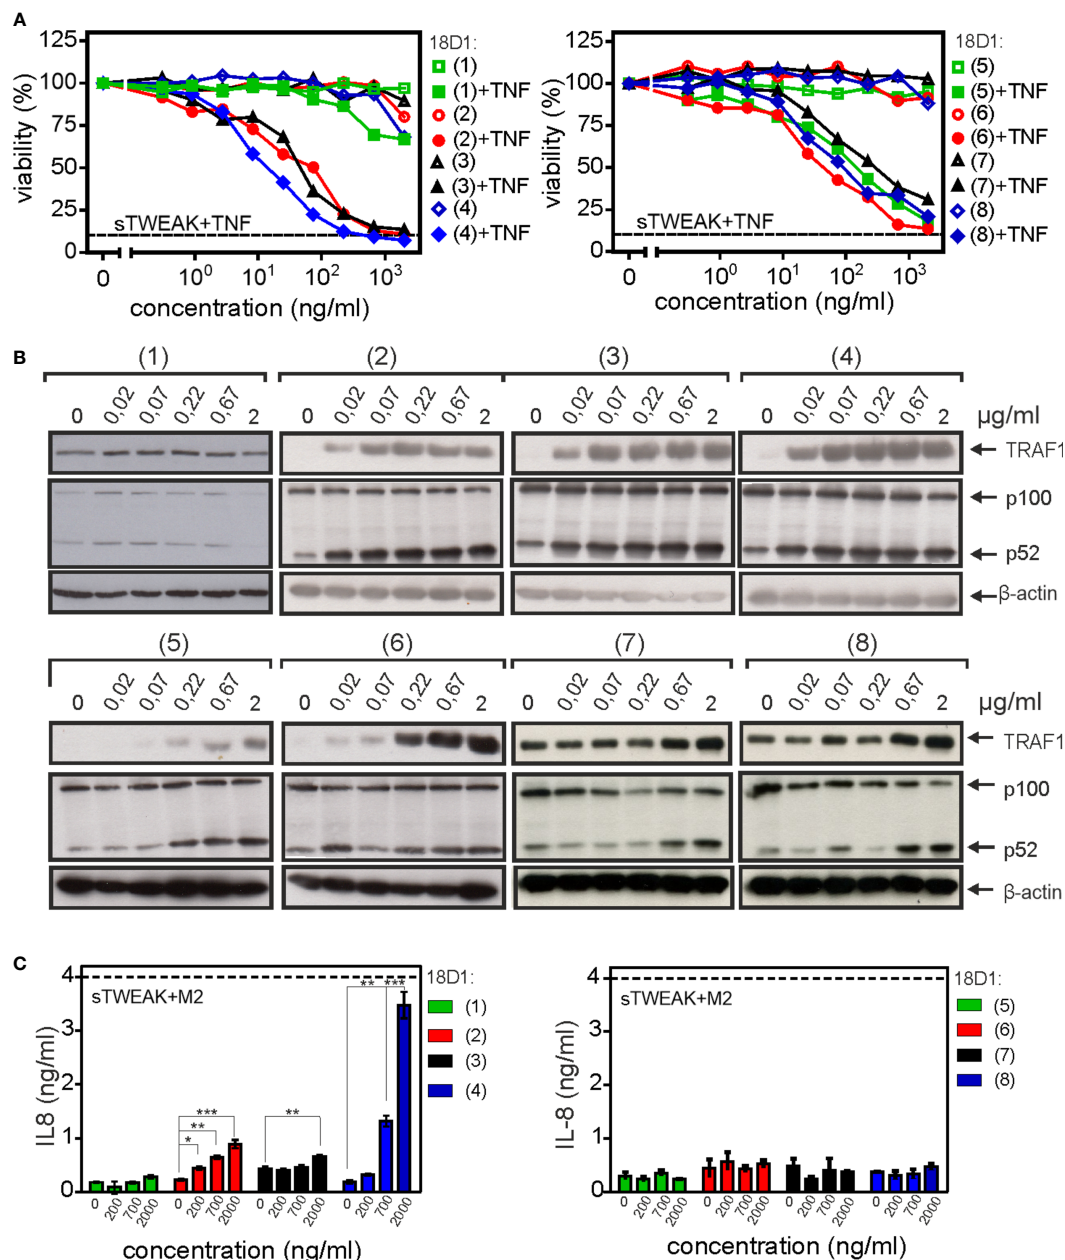 A
125
100
75
50
25
0
viability (%)
sTWEAK+TNF
0 10⁰ 10¹ 10² 10³
concentration (ng/ml)
18D1:
(1)
(1)+TNF
(2)
(2)+TNF
(3)
(3)+TNF
(4)
(4)+TNF
125
100
75
50
25
0
viability (%)
sTWEAK+TNF
0 10⁰ 10¹ 10² 10³
concentration (ng/ml)
18D1:
(5)
(5)+TNF
(6)
(6)+TNF
(7)
(7)+TNF
(8)
(8)+TNF
B
(1) (2) (3) (4)
0 0,02 0,07 0,22 0,67 2 0 0,02 0,07 0,22 0,67 2 0 0,02 0,07 0,22 0,67 2 0 0,02 0,07 0,22 0,67 2 µg/ml
TRAF1
p100
p52
β-actin
(5) (6) (7) (8)
0 0,02 0,07 0,22 0,67 2 0 0,02 0,07 0,22 0,67 2 0 0,02 0,07 0,22 0,67 2 0 0,02 0,07 0,22 0,67 2 µg/ml
TRAF1
p100
p52
β-actin
C
4
3
2
1
0
IL8 (ng/ml)
sTWEAK+M2
*
**
***
**
** ***
0 200 700 2000 0 200 700 2000 0 200 700 2000 0 200 700 2000
concentration (ng/ml)
18D1:
(1)
(2)
(3)
(4)
4
3
2
1
0
IL-8 (ng/ml)
sTWEAK+M2
0 200 700 2000 0 200 700 2000 0 200 700 2000 0 200 700 2000
concentration (ng/ml)
18D1:
(5)
(6)
(7)
(8)